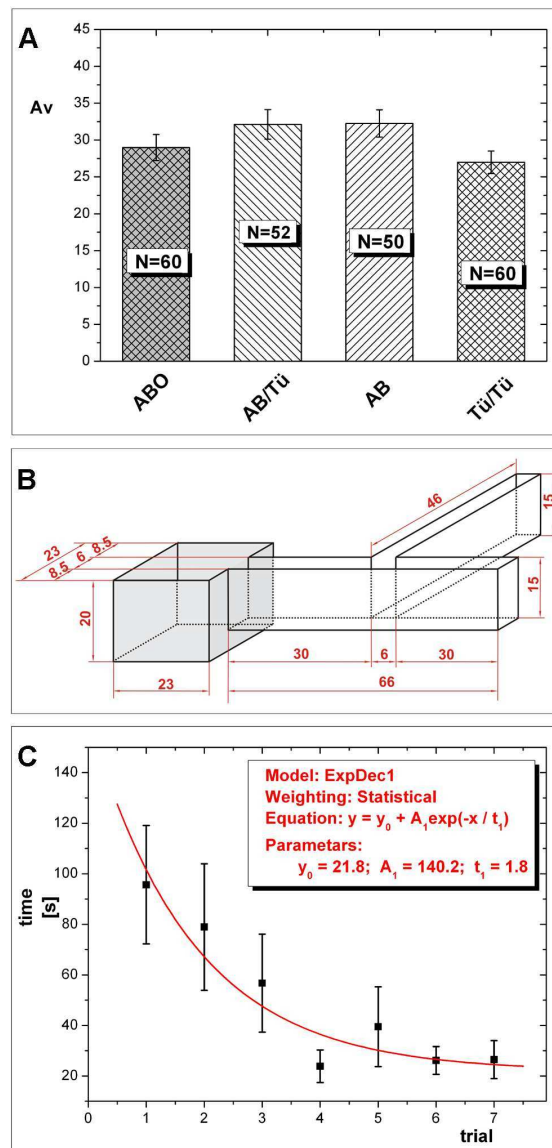 A
Av
45
40
35
30
25
20
15
10
5
0
N=60
N=52
N=50
N=60
ABO
AB/Tü
AB
Tü/Tü
B
23
8.5 6 8.5
46
15
20
15
30 6 30
23
66
C
Model: ExpDec1
Weighting: Statistical
Equation: y = y₀ + A₁exp(-x / t₁)
Parametars:
y₀ = 21.8; A₁ = 140.2; t₁ = 1.8
time
[s]
140
120
100
80
60
40
20
0 1 2 3 4 5 6 7
trial